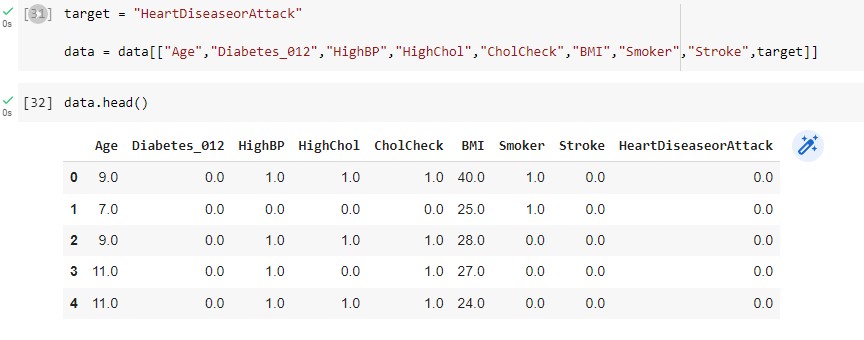 [31] target = "HeartDiseaseorAttack"
0s
data = data[["Age","Diabetes_012","HighBP","HighChol","CholCheck","BMI","Smoker","Stroke",target]]
[32] data.head()
0s
Age Diabetes_012 HighBP HighChol CholCheck BMI Smoker Stroke HeartDiseaseorAttack
0 9.0 0.0 1.0 1.0 1.0 40.0 1.0 0.0 0.0
1 7.0 0.0 0.0 0.0 0.0 25.0 1.0 0.0 0.0
2 9.0 0.0 1.0 1.0 1.0 28.0 0.0 0.0 0.0
3 11.0 0.0 1.0 0.0 1.0 27.0 0.0 0.0 0.0
4 11.0 0.0 1.0 1.0 1.0 24.0 0.0 0.0 0.0